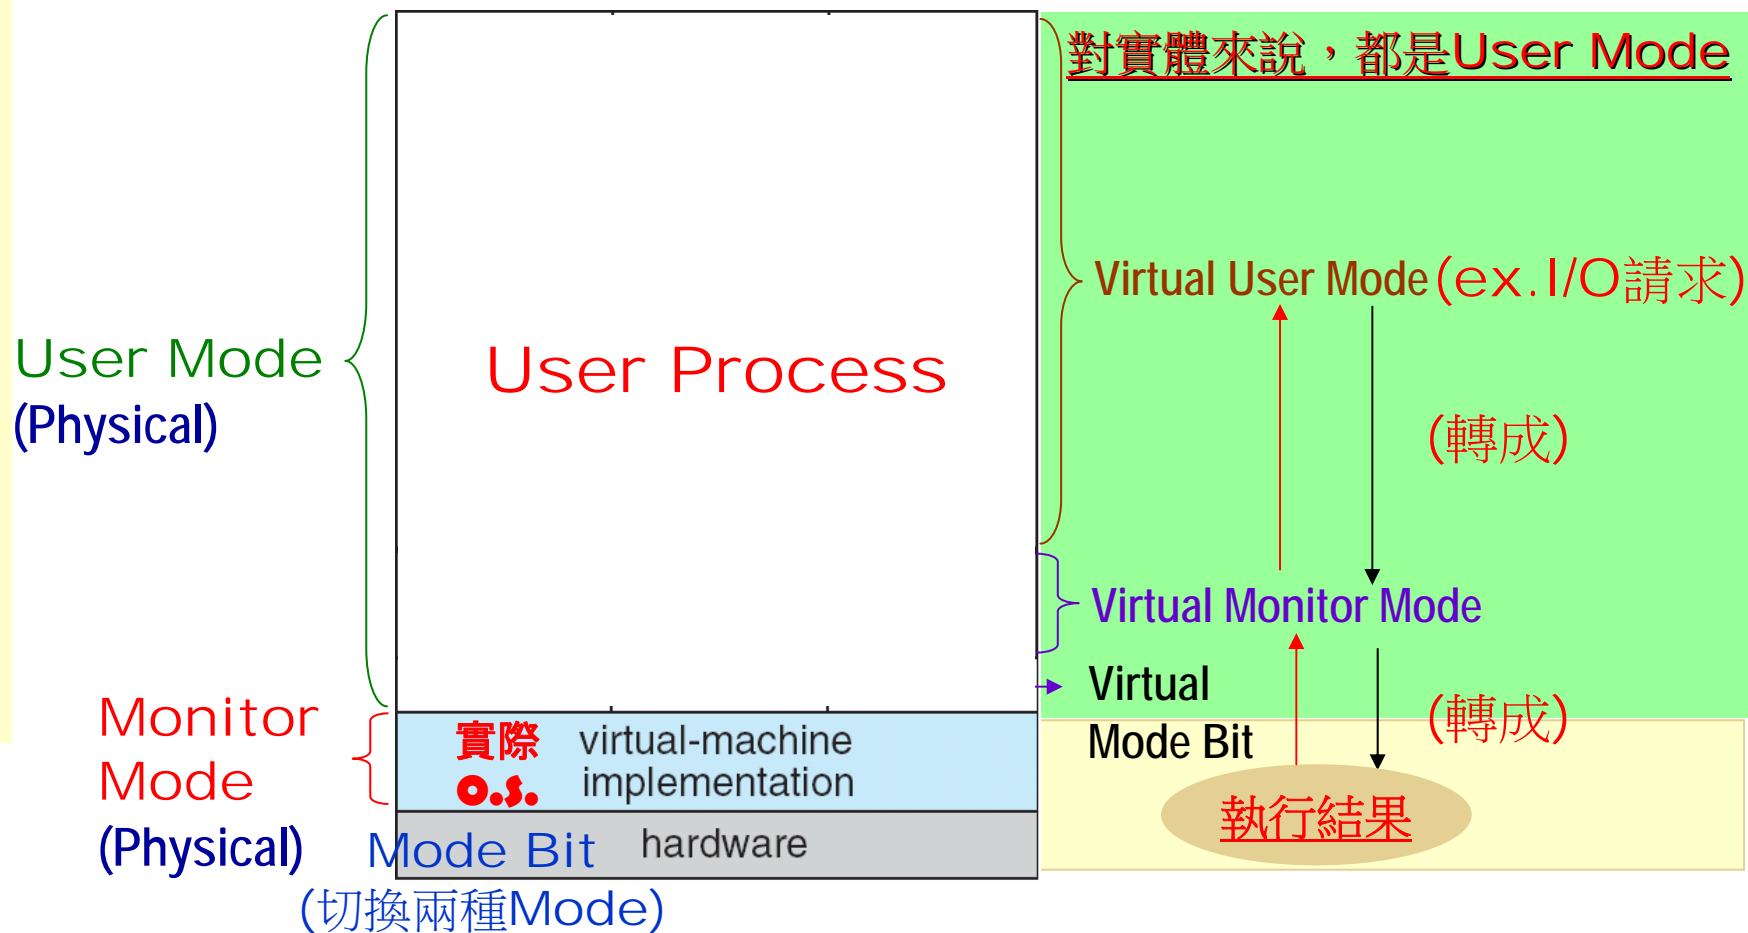 對實體來說，都是User Mode
Virtual User Mode(ex.I/O請求)
User Mode
(Physical)
User Process
(轉成)
Virtual Monitor Mode
Virtual
Mode Bit
(轉成)
Monitor
Mode
(Physical)
實際
o.s.
virtual-machine
implementation
執行結果
Mode Bit
hardware
(切換兩種Mode)